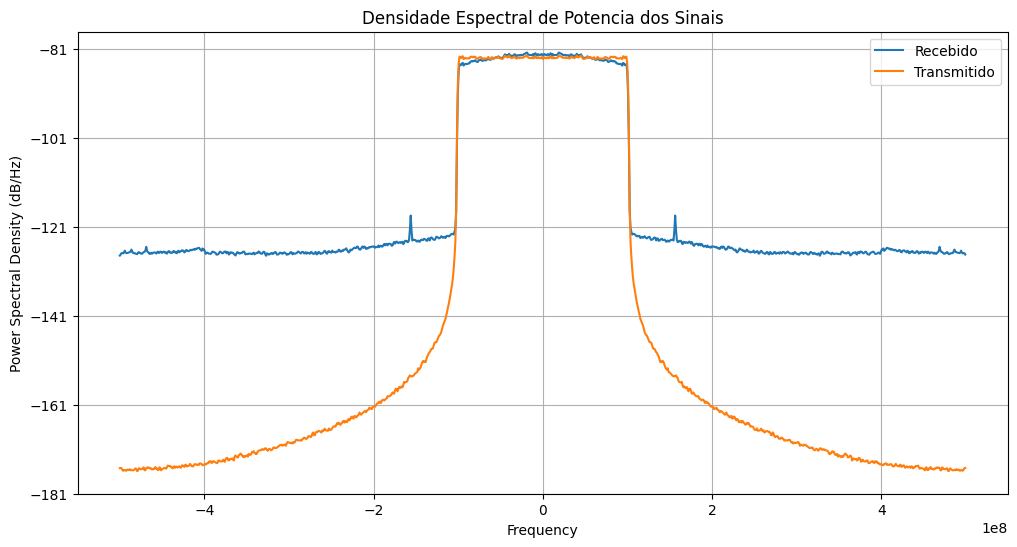 Densidade Espectral de Potencia dos Sinais
Recebido
Transmitido
Power Spectral Density (dB/Hz)
−81
−101
−121
−141
−161
−181
−4
−2
0
2
4
1e8
Frequency